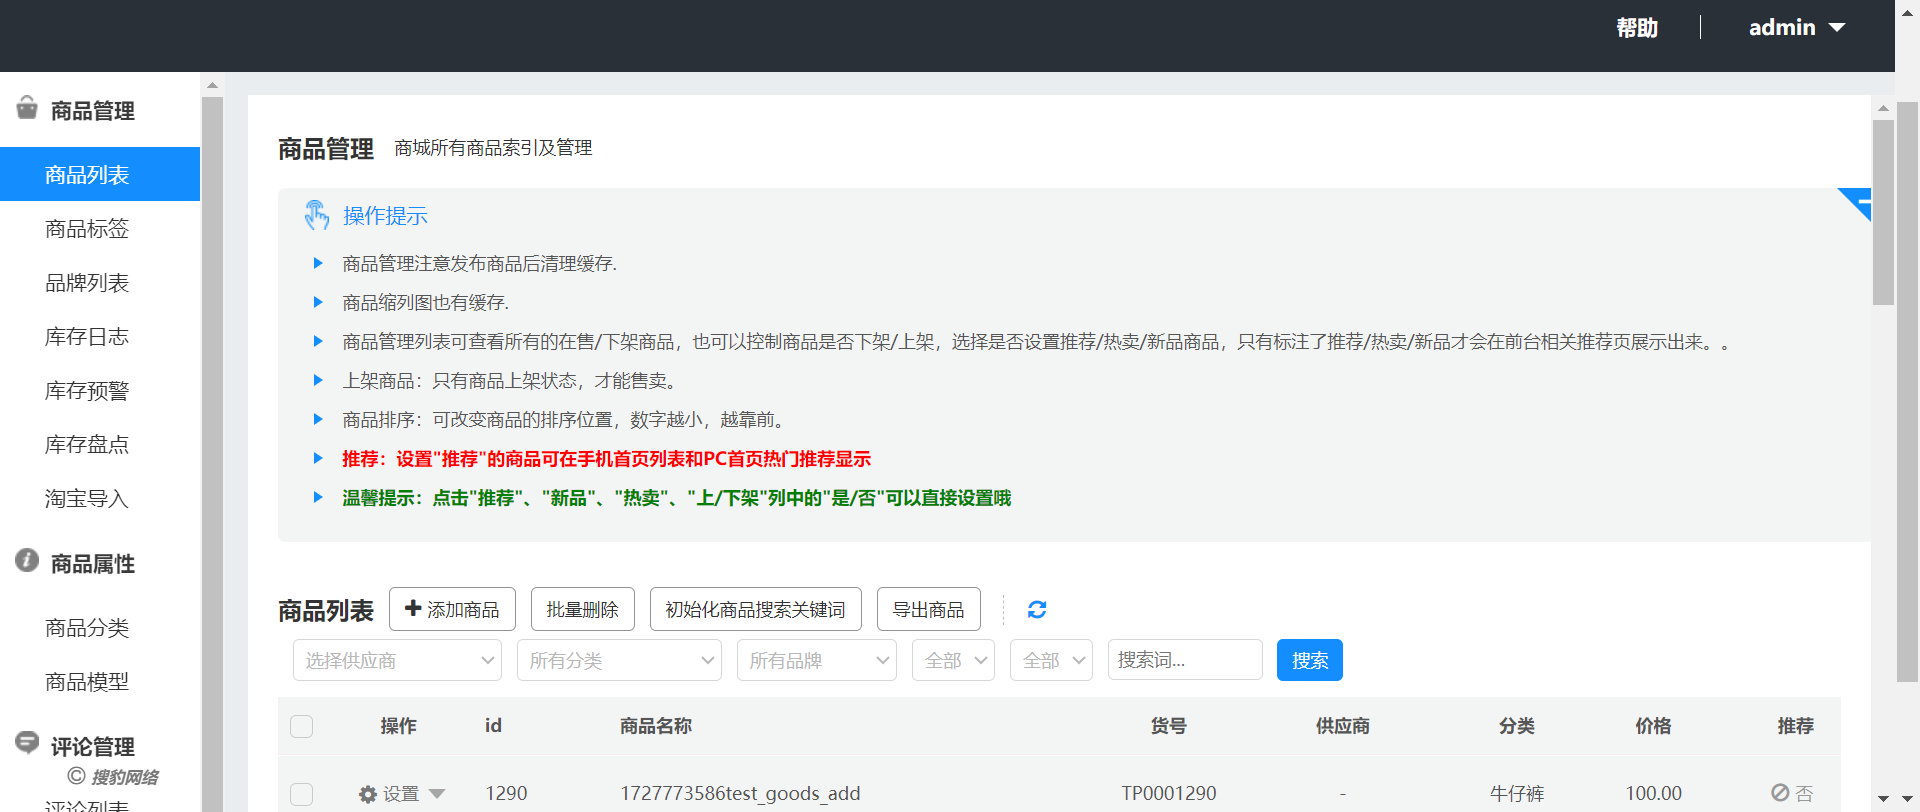 帮助
admin
商品管理
商品列表
商品标签
品牌列表
库存日志
库存预警
库存盘点
淘宝导入
商品属性
商品分类
商品模型
评论管理
© 搜豹网络
评论列表
商品管理 商城所有商品索引及管理
操作提示
商品管理注意发布商品后清理缓存.
商品缩列图也有缓存.
商品管理列表可查看所有的在售/下架商品，也可以控制商品是否下架/上架，选择是否设置推荐/热卖/新品商品，只有标注了推荐/热卖/新品才会在前台相关推荐页展示出来。。
上架商品：只有商品上架状态，才能售卖。
商品排序：可改变商品的排序位置，数字越小，越靠前。
推荐：设置"推荐"的商品可在手机首页列表和PC首页热门推荐显示
温馨提示：点击"推荐"、"新品"、"热卖"、"上/下架"列中的"是/否"可以直接设置哦
商品列表 添加商品 批量删除 初始化商品搜索关键词 导出商品
选择供应商 所有分类 所有品牌 全部 全部 搜索词... 搜索
操作 id 商品名称 货号 供应商 分类 价格 推荐
设置 1290 1727773586test_goods_add TP0001290 - 牛仔裤 100.00 否